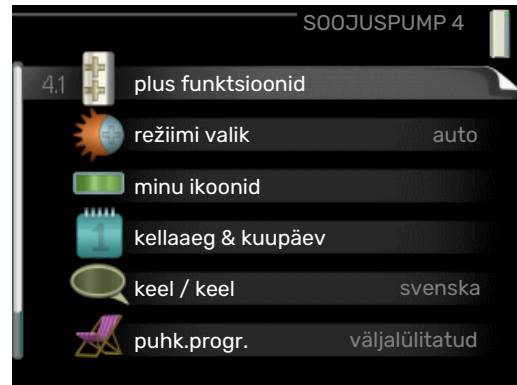 SOOJUSPUMP 4
4.1 plus funktsioonid
režiimi valik auto
minu ikoonid
1
kellaaeg & kuupäev
keel / keel svenska
puhk.progr. väljalülitatud